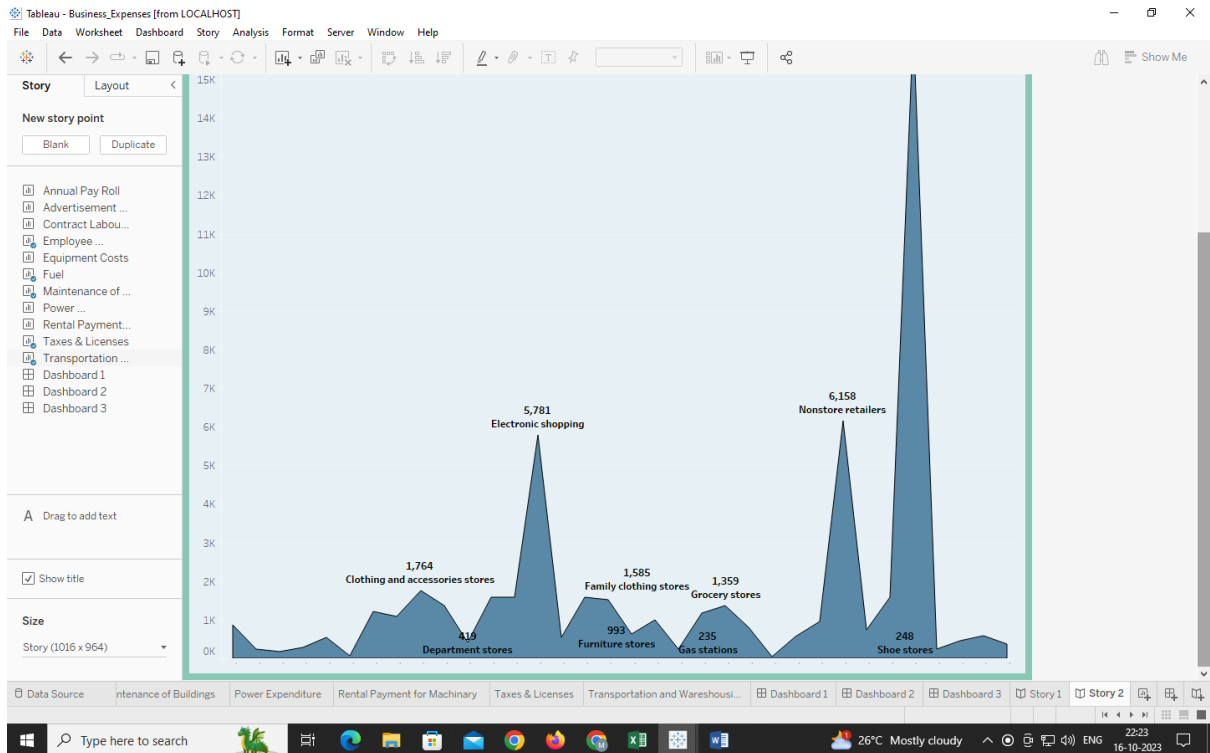 Tableau - Business_Expenses [from LOCALHOST]
File Data Worksheet Dashboard Story Analysis Format Server Window Help
Show Me
Story Layout
New story point
Blank Duplicate
Annual Pay Roll
Advertisement ...
Contract Labou...
Employee ...
Equipment Costs
Fuel
Maintenance of ...
Power ...
Rental Payment...
Taxes & Licenses
Transportation ...
Dashboard 1
Dashboard 2
Dashboard 3
A Drag to add text
Show title
Size
Story (1016 x 964)
15K
14K
13K
12K
11K
10K
9K
8K
7K
6K
5K
4K
3K
2K
1K
0K
5,781
Electronic shopping
6,158
Nonstore retailers
1,764
Clothing and accessories stores
1,585
Family clothing stores
1,359
Grocery stores
419
Department stores
993
Furniture stores
235
Gas stations
248
Shoe stores
Data Source ntenance of Buildings Power Expenditure Rental Payment for Machinery Taxes & Licenses Transportation and Warehousi... Dashboard 1 Dashboard 2 Dashboard 3 Story 1 Story 2
Type here to search
26°C Mostly cloudy
ENG
22:23
16-10-2023